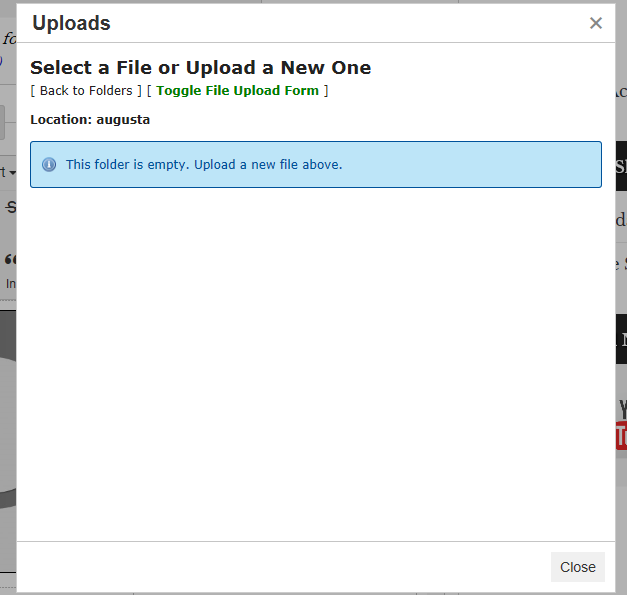 Uploads
Select a File or Upload a New One
[ Back to Folders ] [ Toggle File Upload Form ]
Location: augusta
This folder is empty. Upload a new file above.
Close